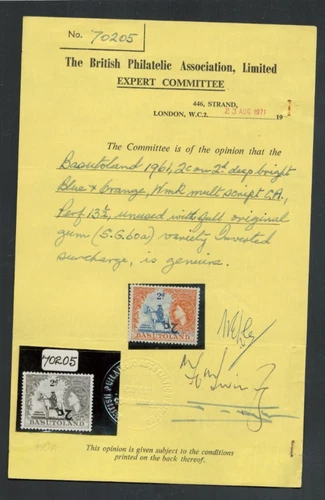 No. 70205
The British Philatelic Association, Limited
EXPERT COMMITTEE
446, STRAND,
LONDON, W.C.2. 23 AUG 1971 19
The Committee is of the opinion that the
Basutoland 1961, 2c on 2d. deep bright
Blue & Orange, Wmk mult script C.A.,
Perf 13½, unused with full original
gum (S.G. 60a) variety Inverted
surcharge, is genuine.
2d
2c
BASUTOLAND
70205
2d
2c
BASUTOLAND
This opinion is given subject to the conditions
printed on the back thereof.